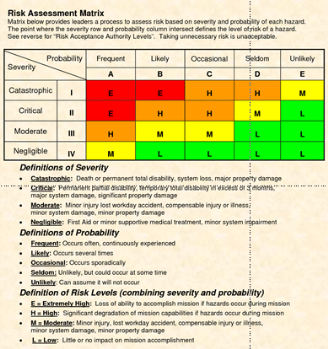 Risk Assessment Matrix
Matrix below provides leaders a process to assess risk based on severity and probability of each hazard.
The point where the severity row and probability column intersect defines the level of risk of a hazard.
See reverse for "Risk Acceptance Authority Levels". Taking unnecessary risk is unacceptable.
Probability Frequent Likely Occasional Seldom Unlikely
Severity A B C D E
Catastrophic I E E H H M
Critical II E H H M L
Moderate III H M M L L
Negligible IV M L L L L
Definitions of Severity
• Catastrophic: Death or permanent total disability, system loss, major property damage
• Critical: Permanent partial disability, temporary total disability in excess of 3 months,
major system damage, significant property damage
• Moderate: Minor injury lost workday accident, compensable injury or illness,
minor system damage, minor property damage
• Negligible: First Aid or minor supportive medical treatment, minor system impairment
Definitions of Probability
• Frequent: Occurs often, continuously experienced
• Likely: Occurs several times
• Occasional: Occurs sporadically
• Seldom: Unlikely, but could occur at some time
• Unlikely: Can assume it will not occur
Definition of Risk Levels (combining severity and probability)
• E = Extremely High: Loss of ability to accomplish mission if hazards occur during mission
• H = High: Significant degradation of mission capabilities if hazards occur during mission
• M = Moderate: Minor injury, lost workday accident, compensable injury or illness,
minor system damage, minor property damage
• L = Low: Little or no impact on mission accomplishment